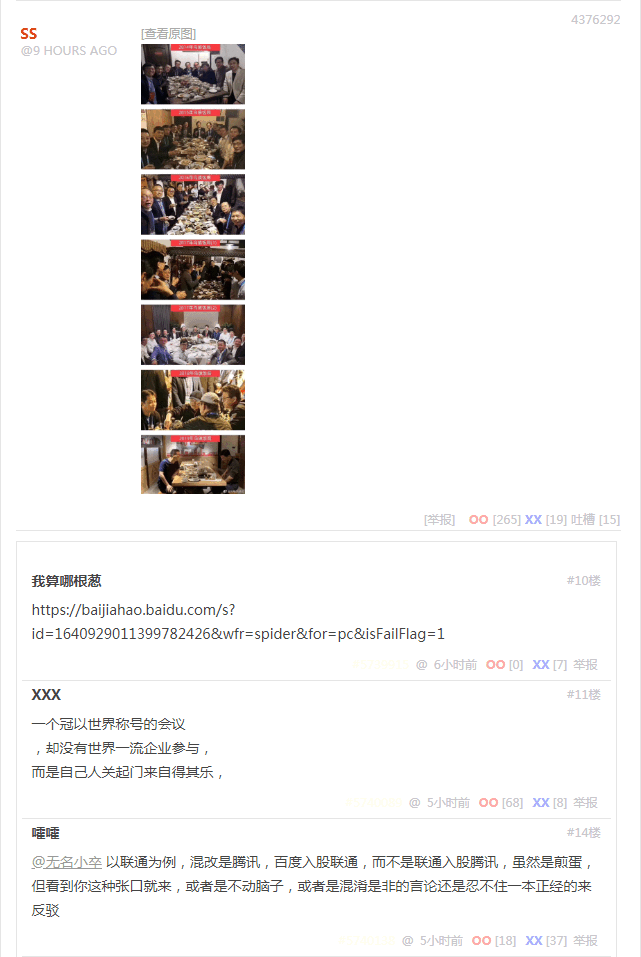 4376292
SS
[查看原图]
@9 HOURS AGO
[举报] OO [265] XX [19] 吐槽 [15]
我算哪根葱
#10楼
https://baijiahao.baidu.com/s?
id=1640929011399782426&wfr=spider&for=pc&isFailFlag=1
@ 6小时前 OO [0] XX [7] 举报
XXX
#11楼
一个冠以世界称号的会议
，却没有世界一流企业参与，
而是自己人关起门来自得其乐，
@ 5小时前 OO [68] XX [8] 举报
嚯嚯
#14楼
@无名小卒 以联通为例，混改是腾讯，百度入股联通，而不是联通入股腾讯，虽然是煎蛋，
但看到你这种张口就来，或者是不动脑子，或者是混淆是非的言论还是忍不住一本正经的来
反驳
@ 5小时前 OO [18] XX [37] 举报